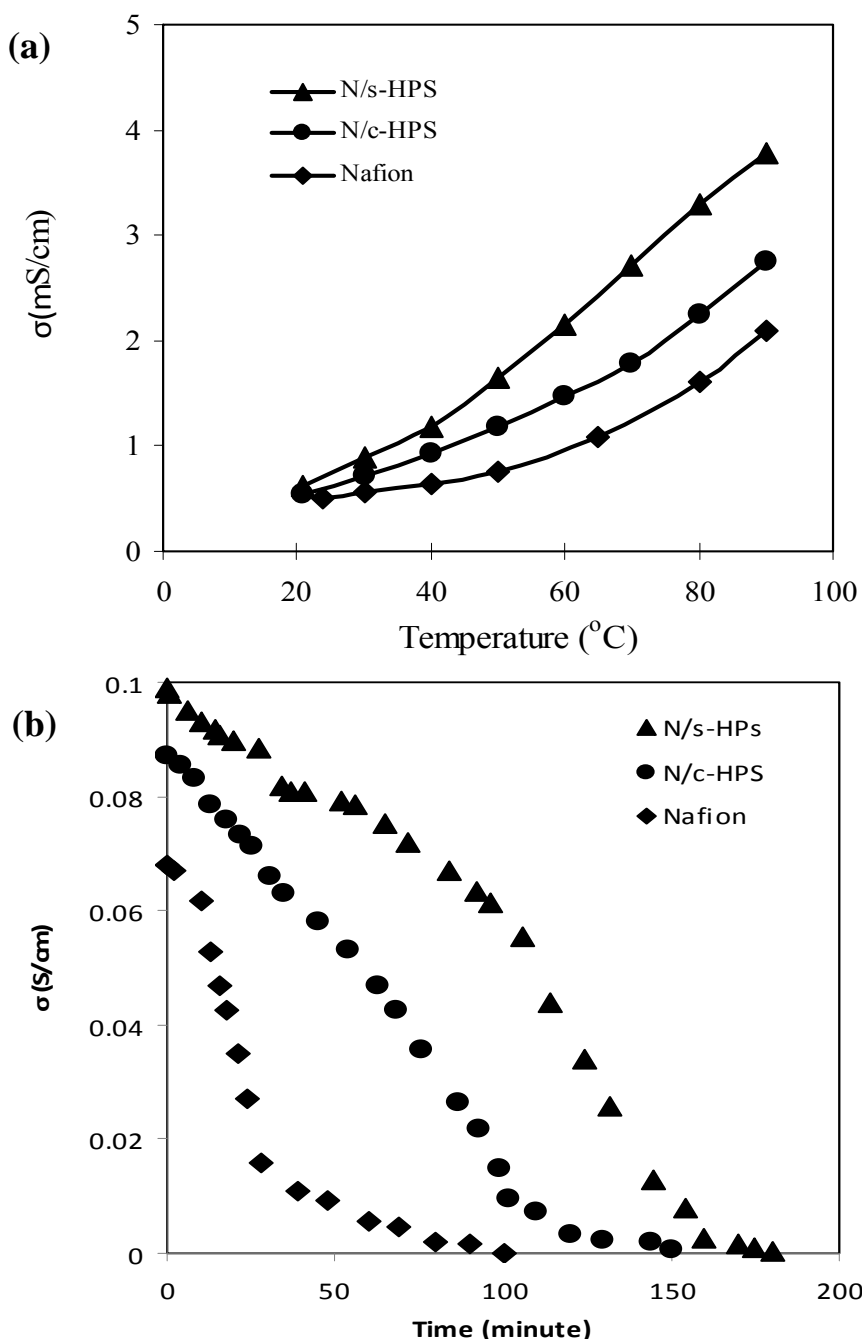 (a)
5
4
3
2
1
0
σ(mS/cm)
N/s-HPS
N/c-HPS
Nafion
0 20 40 60 80 100
Temperature (°C)
(b)
0.1
0.08
0.06
0.04
0.02
0
σ(S/cm)
N/s-HPs
N/c-HPS
Nafion
0 50 100 150 200
Time (minute)